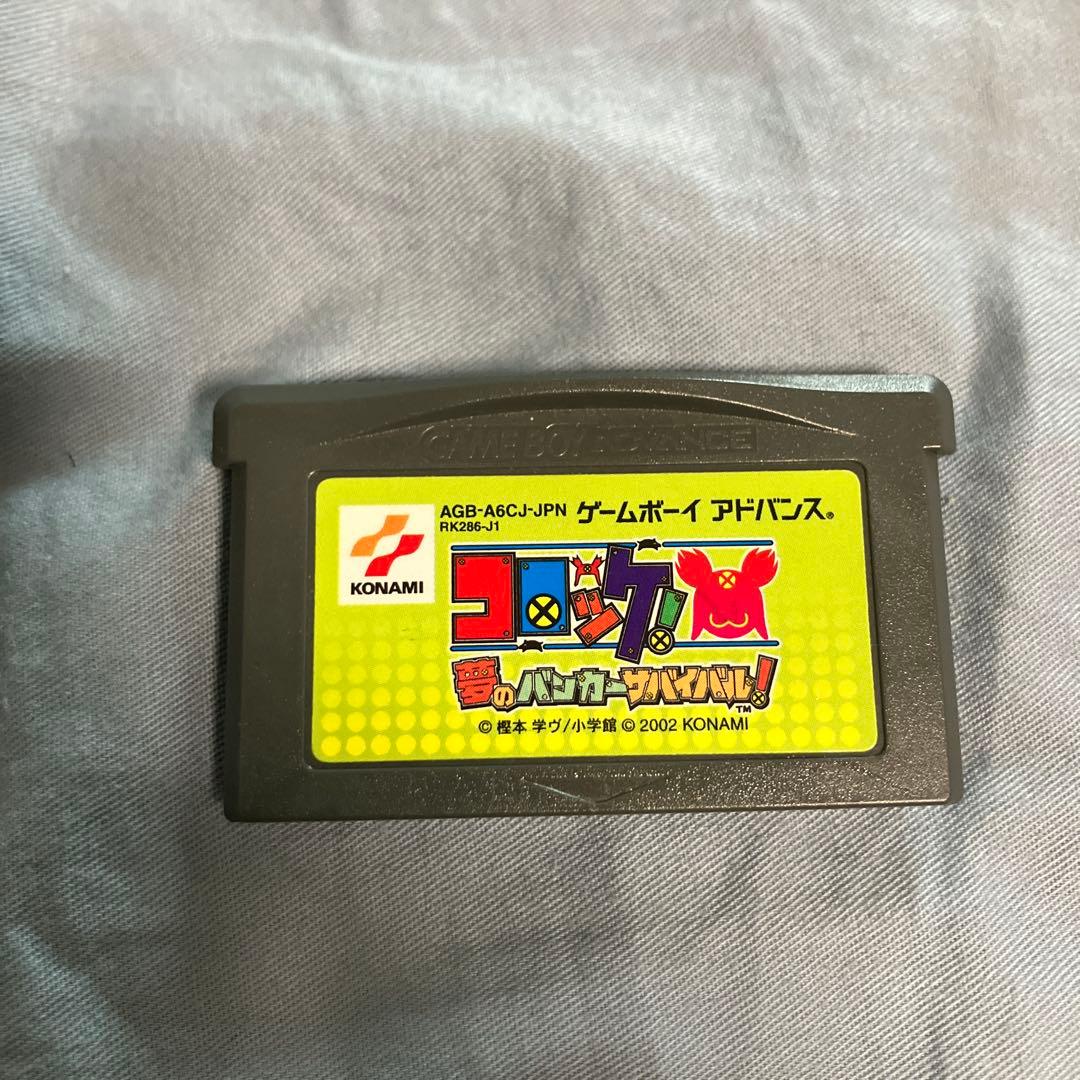 GAME BOY ADVANCE
AGB-A6CJ-JPN ゲームボーイ アドバンス®
RK286-J1
KONAMI
コロッケ!
夢のバンカーサバイバル!
TM
© 樫本 学ヴ/小学館 © 2002 KONAMI